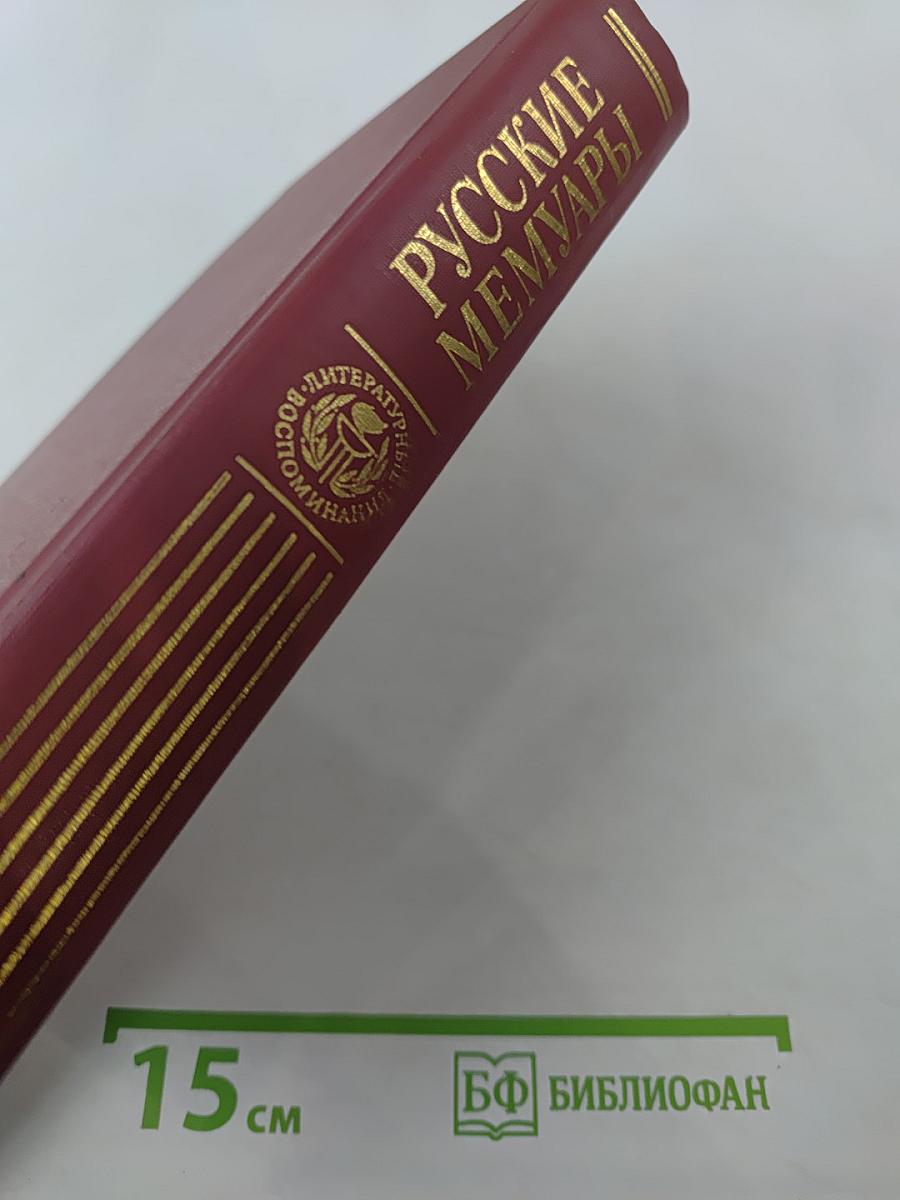 РУССКИЕ
МЕМУАРЫ
ЛИТЕРАТУРНЫЕ · ВОСПОМИНАНИЯ ·
15 см
БФ БИБЛИОФАН